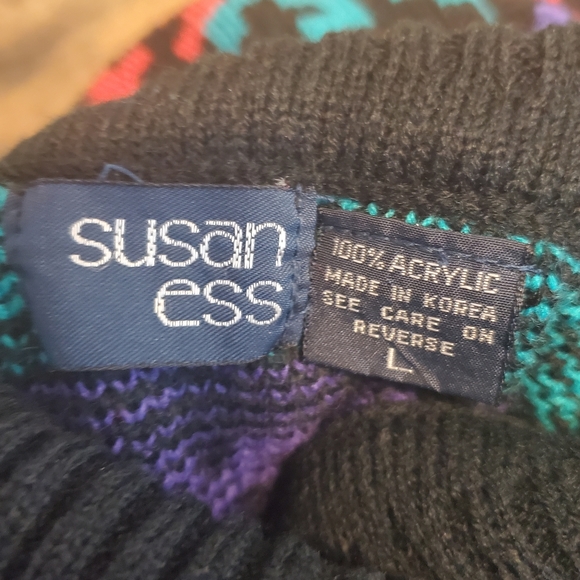 susan
ess
100% ACRYLIC
MADE IN KOREA
SEE CARE ON
REVERSE
L